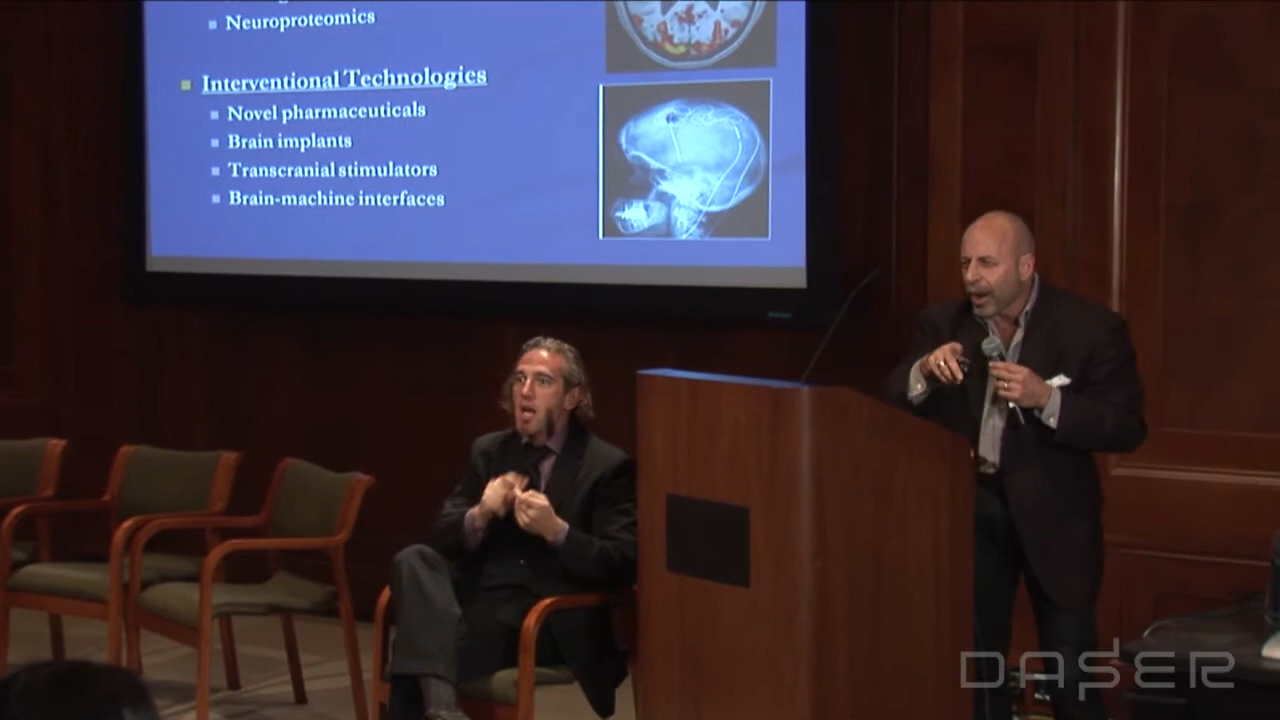 Neuroproteomics
Interventional Technologies
Novel pharmaceuticals
Brain implants
Transcranial stimulators
Brain-machine interfaces
DASER